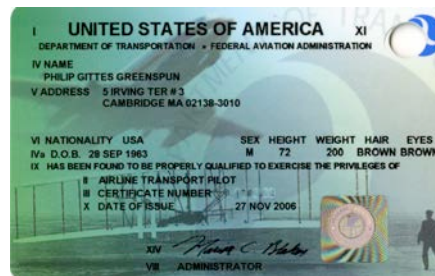 I UNITED STATES OF AMERICA XI
DEPARTMENT OF TRANSPORTATION • FEDERAL AVIATION ADMINISTRATION
IV NAME
PHILIP GITTES GREENSPUN
V ADDRESS 5 IRVING TER # 3
CAMBRIDGE MA 02138-3010
VI NATIONALITY USA SEX HEIGHT WEIGHT HAIR EYES
IVa D.O.B. 28 SEP 1963 M 72 200 BROWN BROWN
IX HAS BEEN FOUND TO BE PROPERLY QUALIFIED TO EXERCISE THE PRIVILEGES OF
II AIRLINE TRANSPORT PILOT
III CERTIFICATE NUMBER
X DATE OF ISSUE 27 NOV 2006
XIV
VIII ADMINISTRATOR